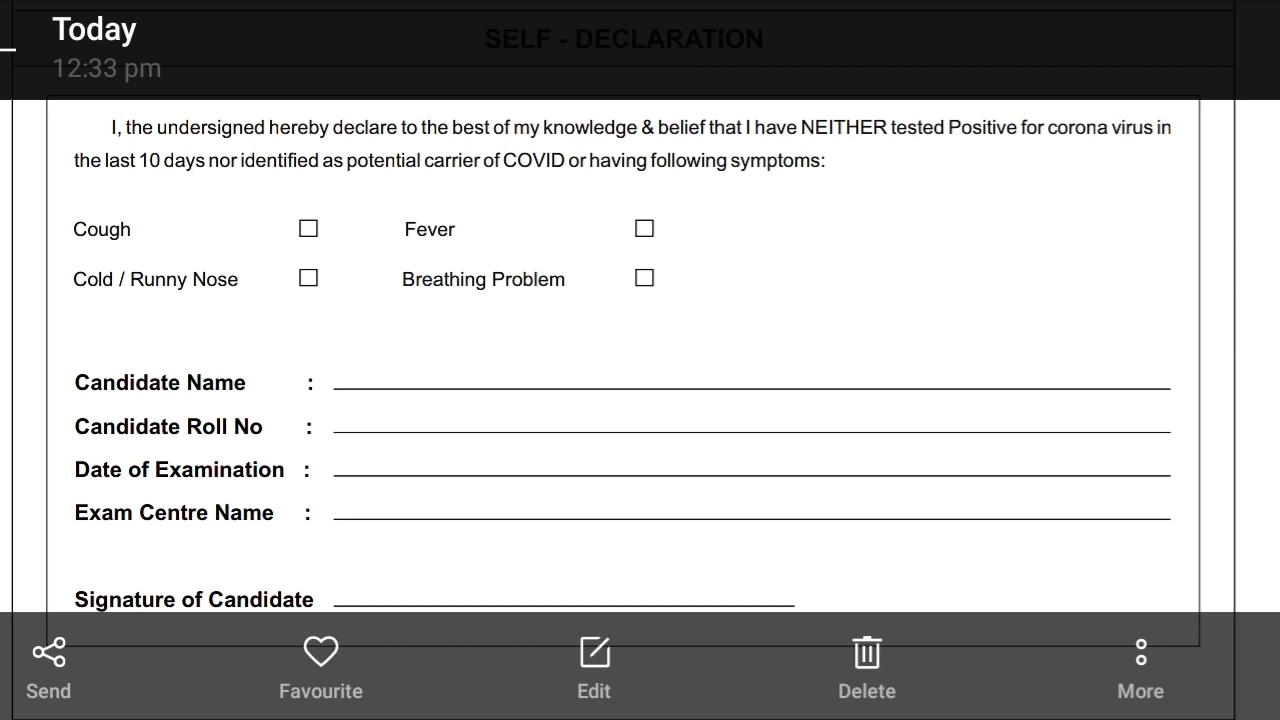 Today
12:33 pm
SELF - DECLARATION
I, the undersigned hereby declare to the best of my knowledge & belief that I have NEITHER tested Positive for corona virus in
the last 10 days nor identified as potential carrier of COVID or having following symptoms:
Cough ☐ Fever ☐
Cold / Runny Nose ☐ Breathing Problem ☐
Candidate Name :
Candidate Roll No :
Date of Examination :
Exam Centre Name :
Signature of Candidate
Send Favourite Edit Delete More